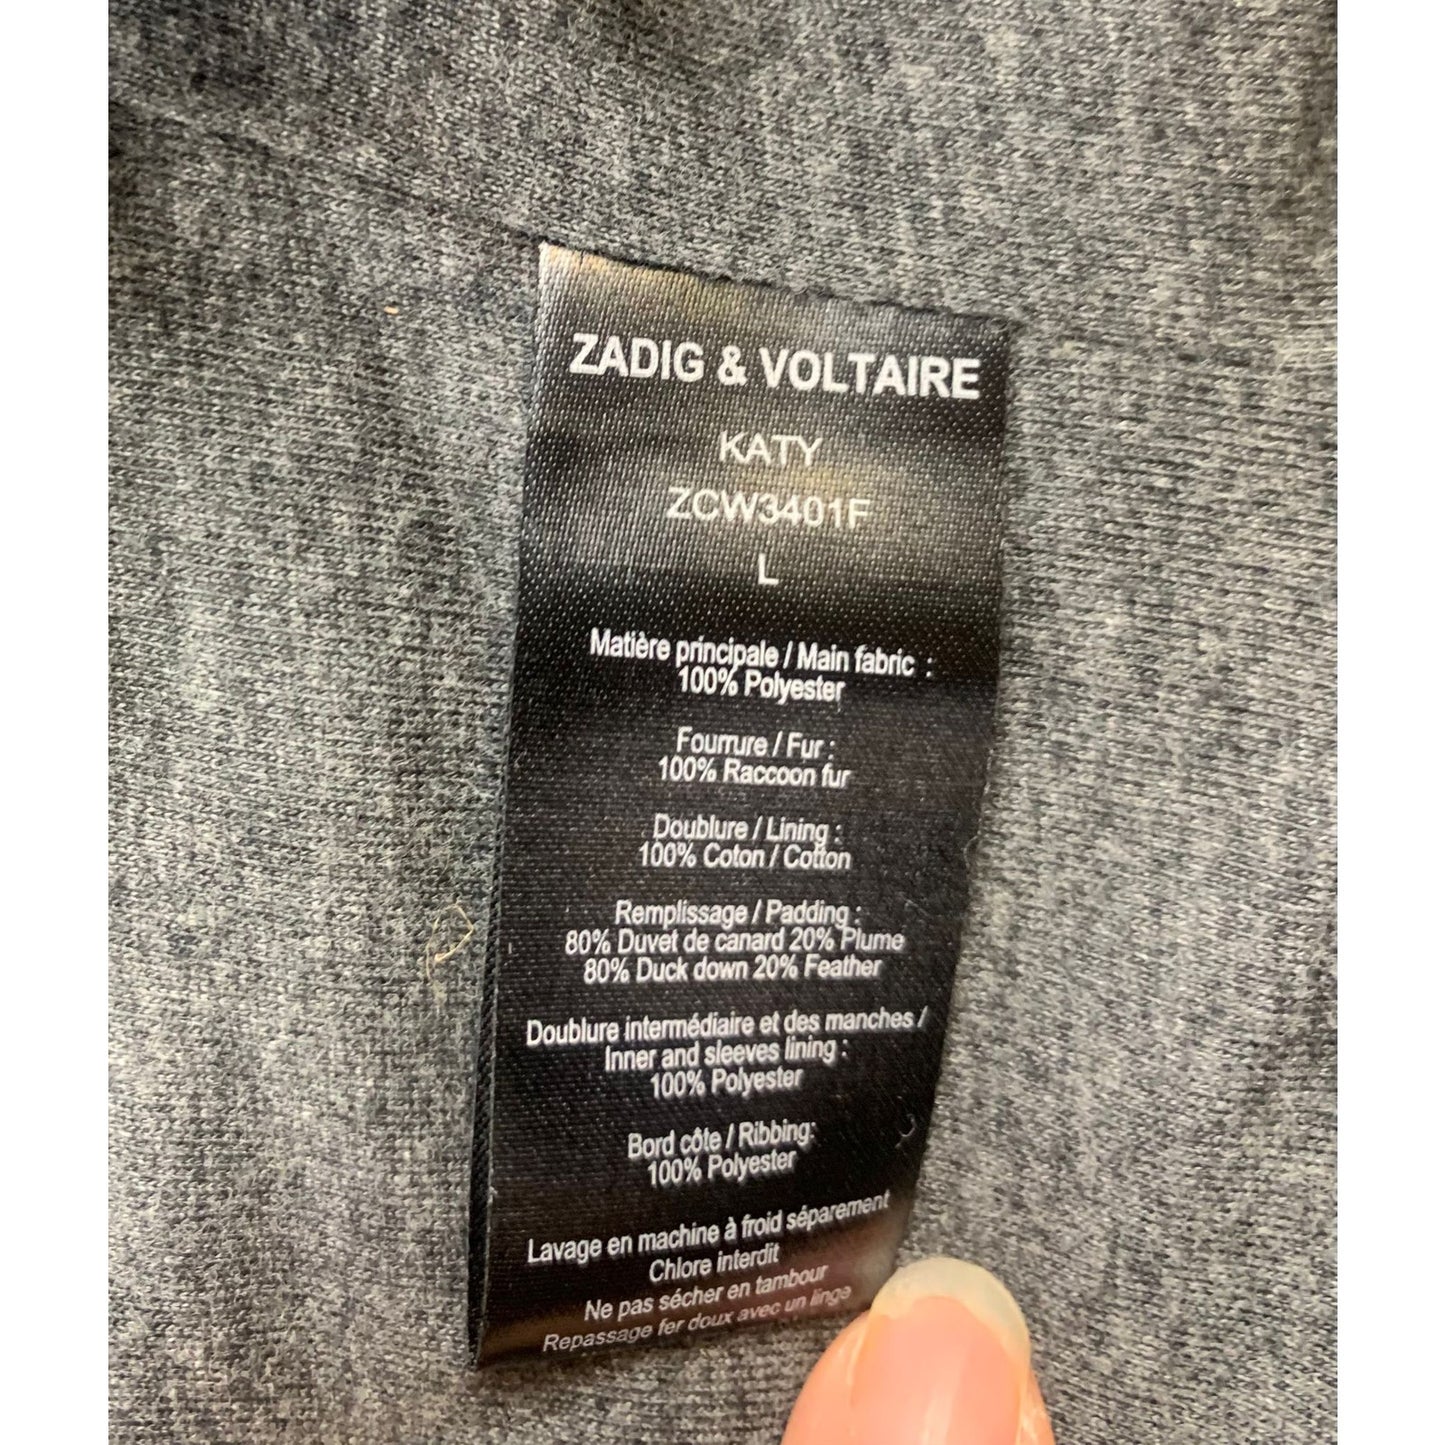 ZADIG & VOLTAIRE
KATY
ZCW3401F
L
Matière principale / Main fabric :
100% Polyester
Fourrure / Fur :
100% Raccoon fur
Doublure / Lining :
100% Coton / Cotton
Remplissage / Padding :
80% Duvet de canard 20% Plume
80% Duck down 20% Feather
Doublure intermédiaire et des manches /
Inner and sleeves lining :
100% Polyester
Bord côte / Ribbing:
100% Polyester
Lavage en machine à froid séparement
Chlore interdit
Ne pas sécher en tambour
Repassage fer doux avec un linge